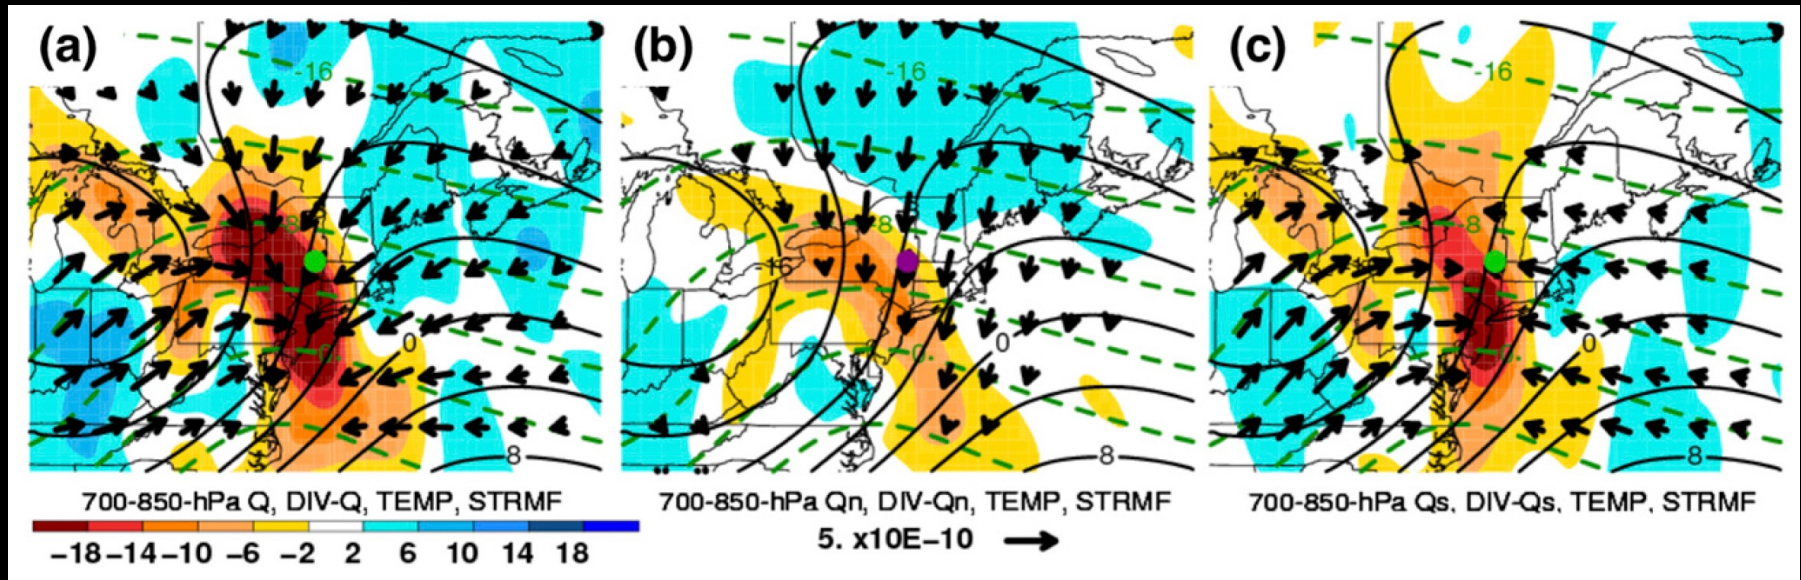 (a) (b) (c)
-16 -16 -16
-8 -8 -8
-16
0 0 0
0. 0.
8 8
700-850-hPa Q, DIV-Q, TEMP, STRMF
700-850-hPa Qn, DIV-Qn, TEMP, STRMF
700-850-hPa Qs, DIV-Qs, TEMP, STRMF
−18 −14 −10 −6 −2 2 6 10 14 18
5. x10E−10